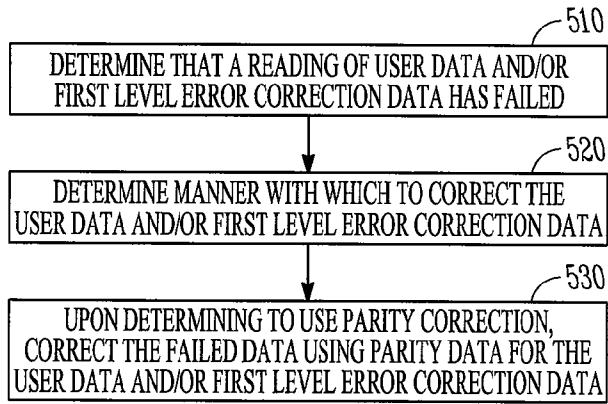 510
DETERMINE THAT A READING OF USER DATA AND/OR
FIRST LEVEL ERROR CORRECTION DATA HAS FAILED
520
DETERMINE MANNER WITH WHICH TO CORRECT THE
USER DATA AND/OR FIRST LEVEL ERROR CORRECTION DATA
530
UPON DETERMINING TO USE PARITY CORRECTION,
CORRECT THE FAILED DATA USING PARITY DATA FOR THE
USER DATA AND/OR FIRST LEVEL ERROR CORRECTION DATA